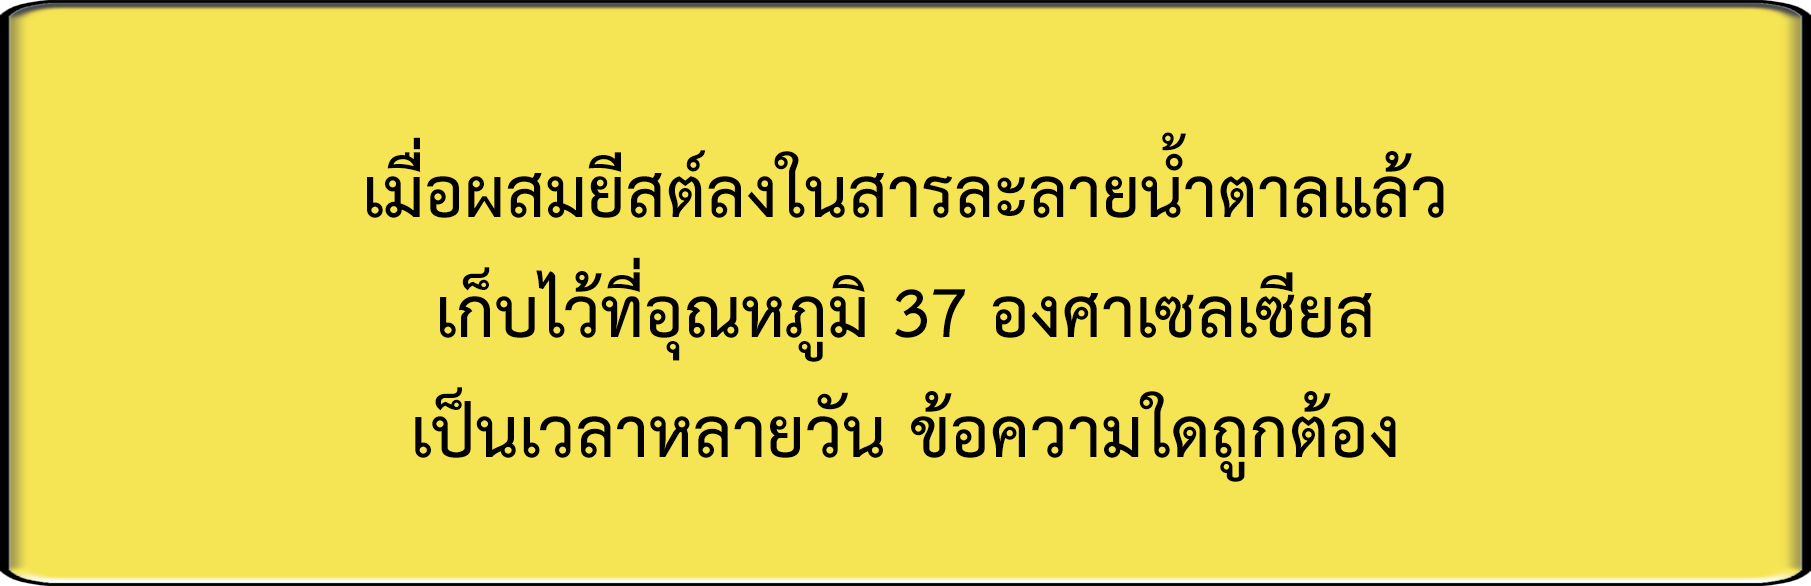 เมื่อผสมยีสต์ลงในสารละลายน้ำตาลแล้ว
เก็บไว้ที่อุณหภูมิ 37 องศาเซลเซียส
เป็นเวลาหลายวัน ข้อความใดถูกต้อง